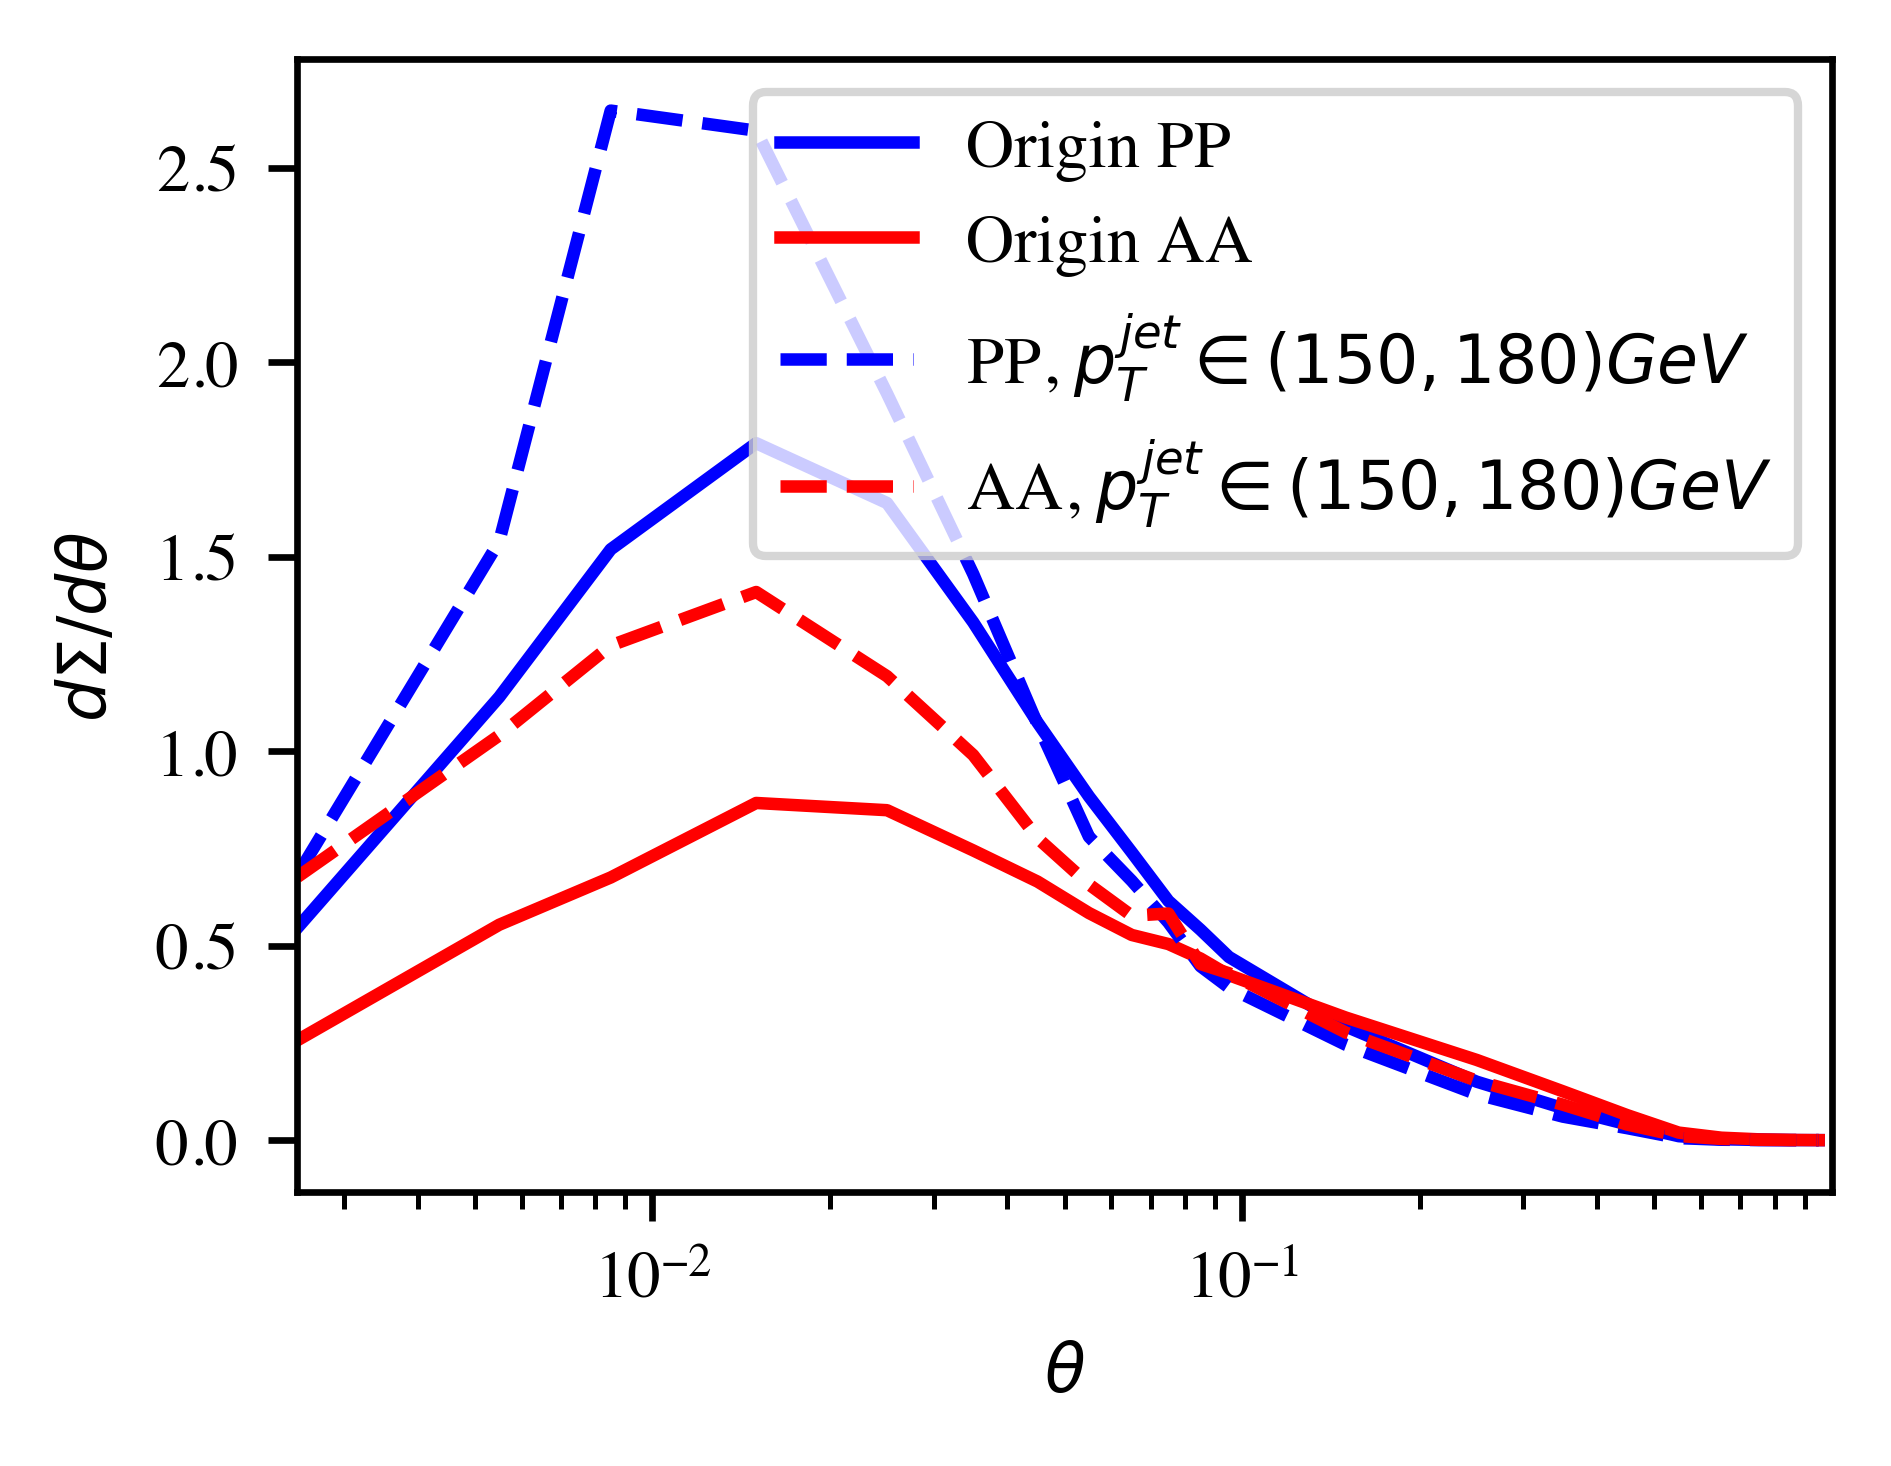 Origin PP
Origin AA
PP, $p_T^{jet} \in (150, 180) GeV$
AA, $p_T^{jet} \in (150, 180) GeV$
2.5
2.0
1.5
1.0
0.5
0.0
$d\Sigma/d\theta$
$10^{-2}$ $10^{-1}$
$\theta$